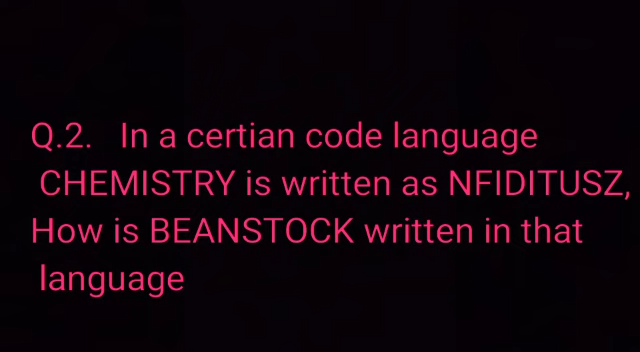 Q.2. In a certian code language
CHEMISTRY is written as NFIDITUSZ,
How is BEANSTOCK written in that
language